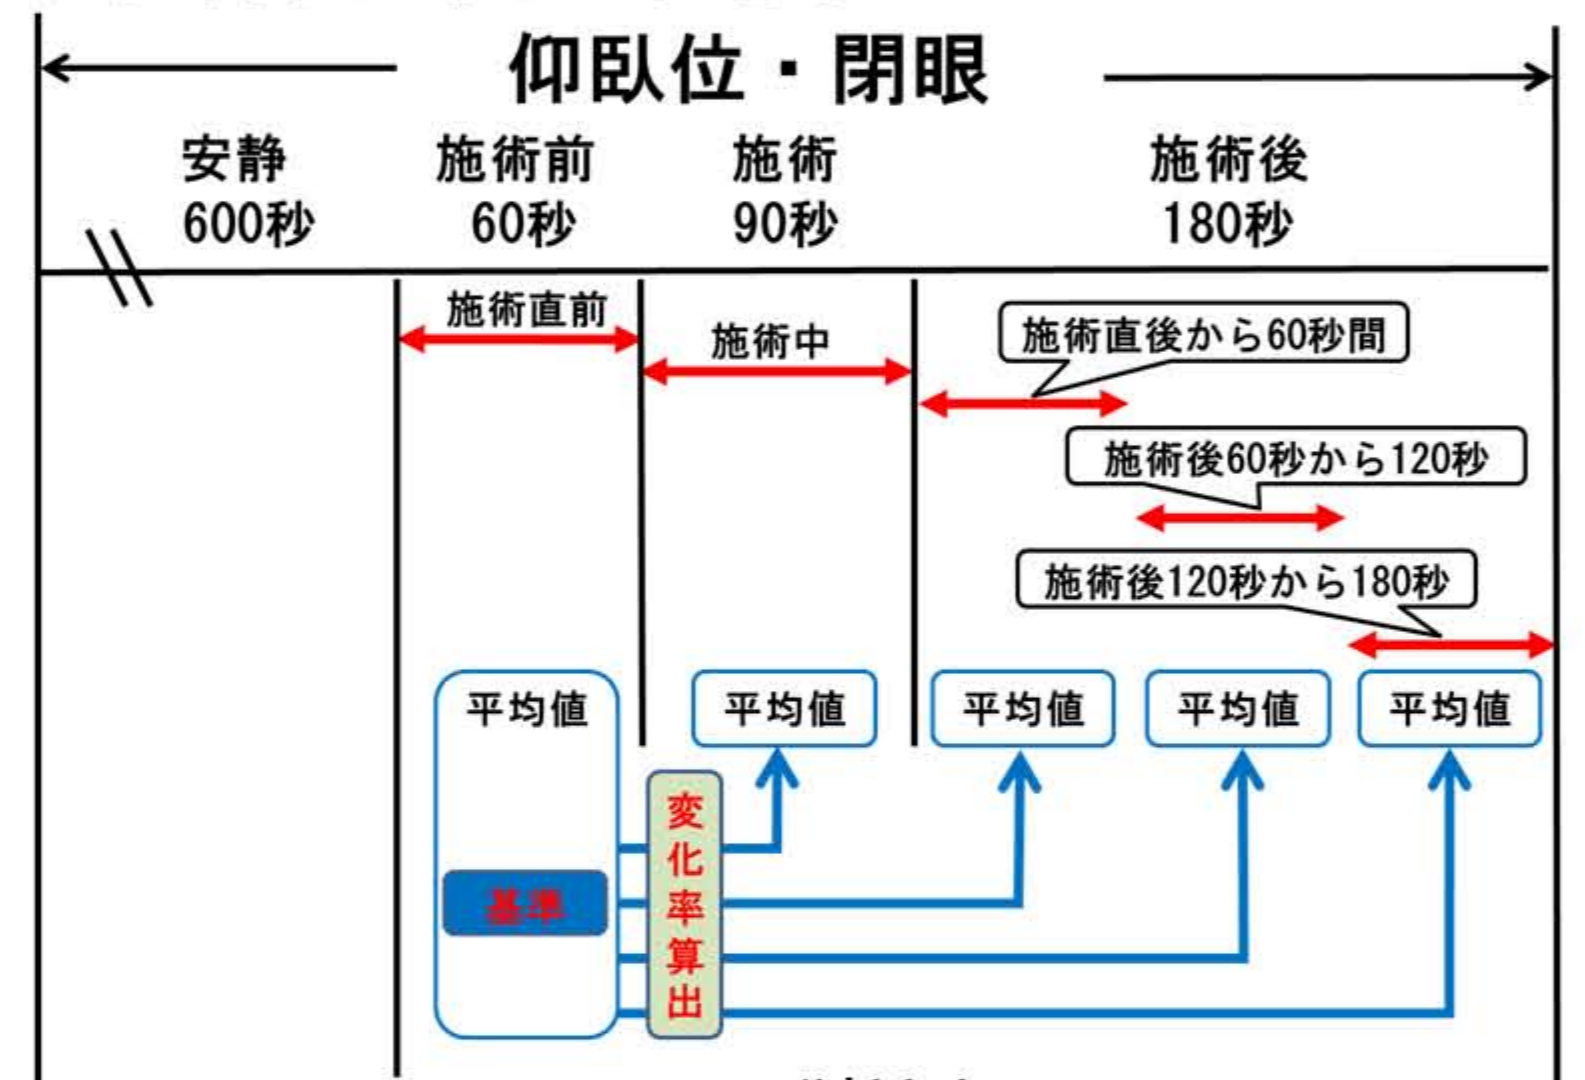 仰臥位・閉眼
安静
600秒
施術前
60秒
施術
90秒
施術後
180秒
施術直前
施術中
施術直後から60秒間
施術後60秒から120秒
施術後120秒から180秒
平均値
平均値
平均値
平均値
平均値
基準
変化率算出